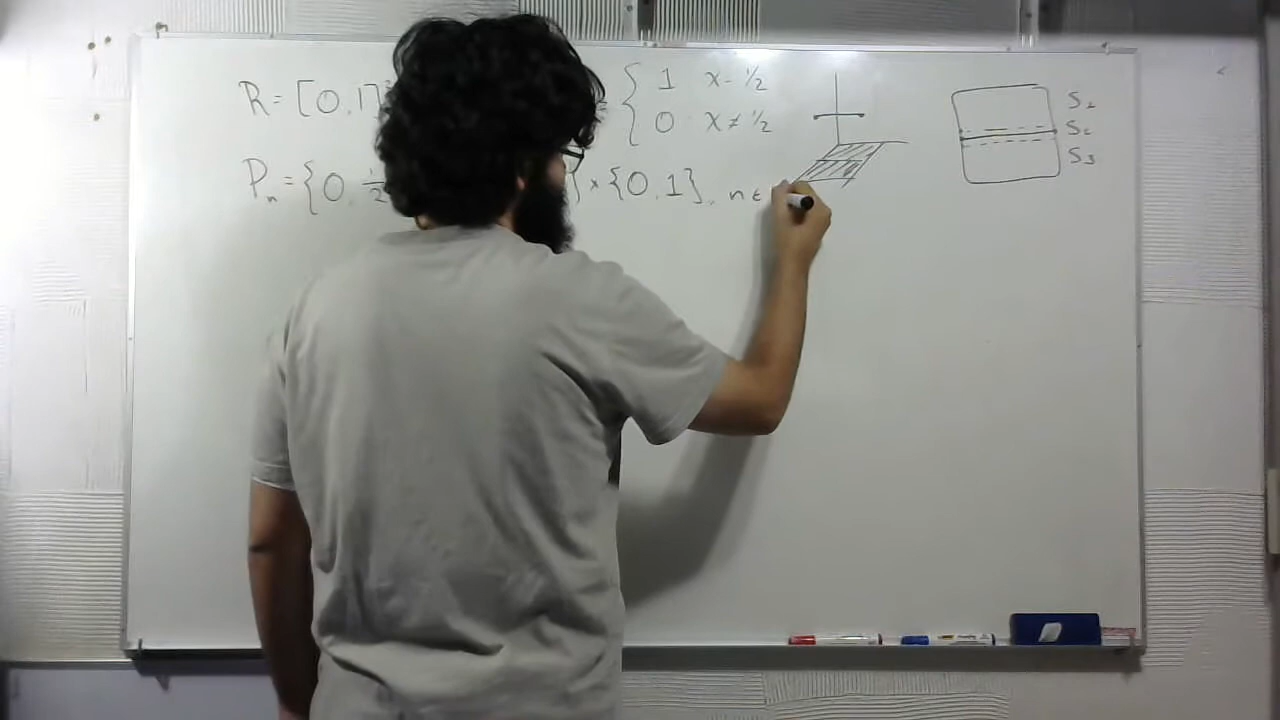 R = [0,1] = { 1 x = 1/2
0 x ≠ 1/2
Pₙ = {0, 1/2 } × {0,1}, n ∈
S₁
S₂
S₃